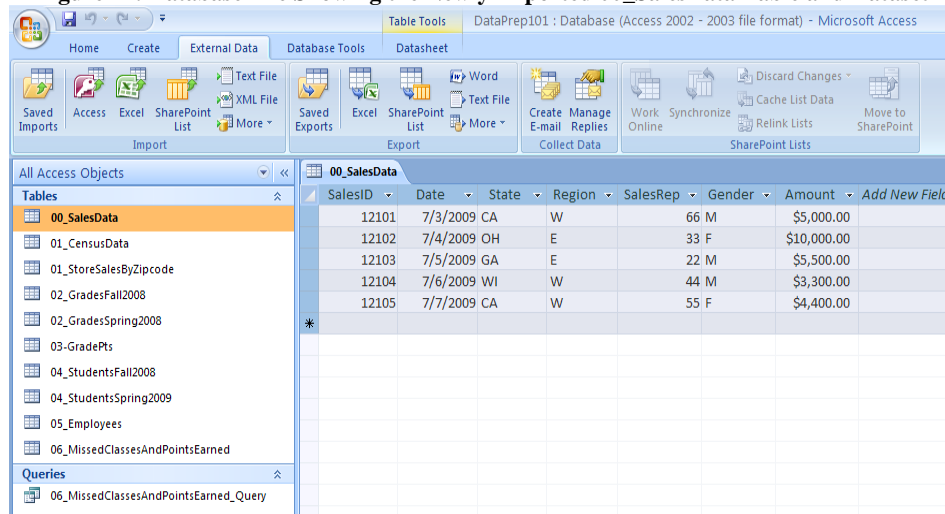 Table Tools DataPrep101 : Database (Access 2002 - 2003 file format) - Microsoft Access
Home Create External Data Database Tools Datasheet
Saved Imports Access Excel SharePoint List Text File XML File More
Saved Exports Excel SharePoint List Word Text File More
Create E-mail Manage Replies
Work Online Synchronize Discard Changes Cache List Data Relink Lists Move to SharePoint
Import Export Collect Data SharePoint Lists
All Access Objects
Tables
00_SalesData
01_CensusData
01_StoreSalesByZipcode
02_GradesFall2008
02_GradesSpring2008
03-GradePts
04_StudentsFall2008
04_StudentsSpring2009
05_Employees
06_MissedClassesAndPointsEarned
Queries
06_MissedClassesAndPointsEarned_Query
00_SalesData
SalesID Date State Region SalesRep Gender Amount Add New Field
12101 7/3/2009 CA W 66 M $5,000.00
12102 7/4/2009 OH E 33 F $10,000.00
12103 7/5/2009 GA E 22 M $5,500.00
12104 7/6/2009 WI W 44 M $3,300.00
12105 7/7/2009 CA W 55 F $4,400.00